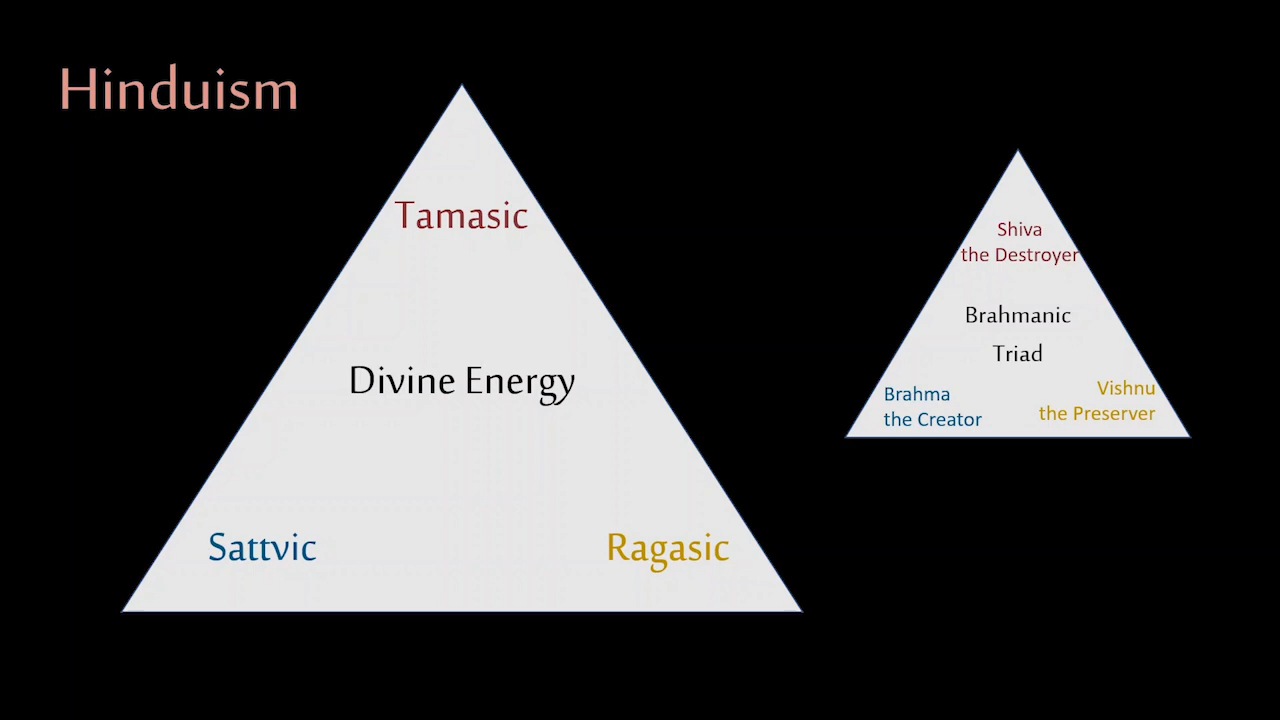 Hinduism
Tamasic
Divine Energy
Sattvic
Ragasic
Shiva
the Destroyer
Brahmanic
Triad
Brahma
the Creator
Vishnu
the Preserver